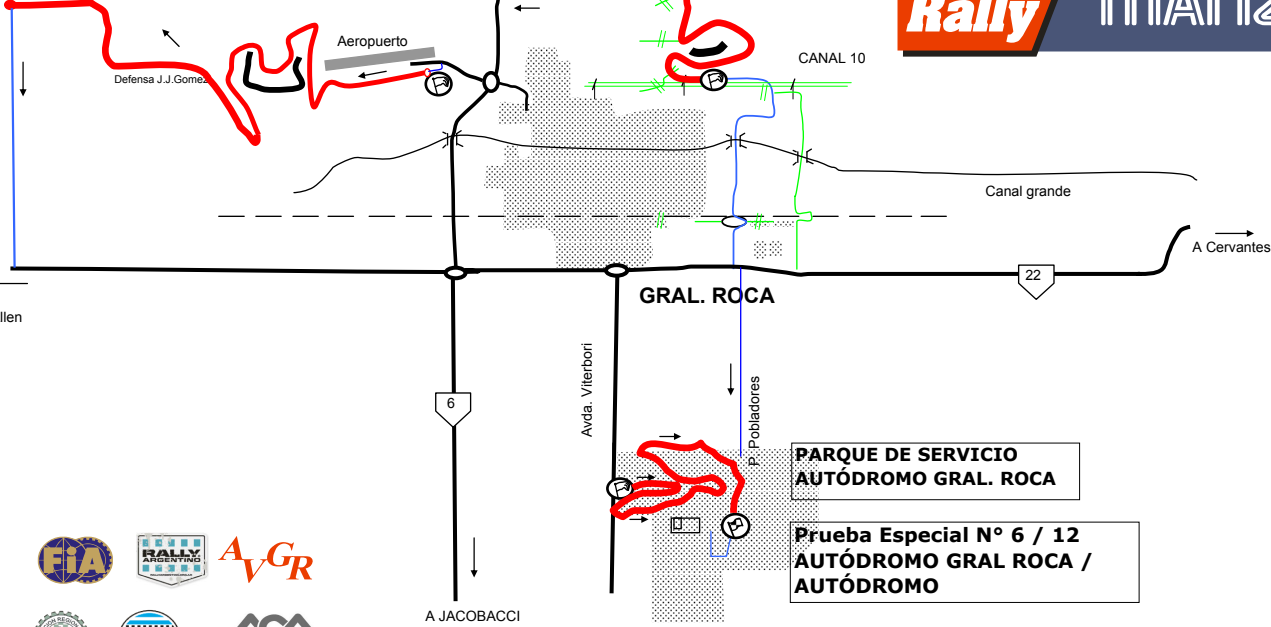 Rally
Aeropuerto
Defensa J.J.Gomez
CANAL 10
Canal grande
A Cervantes
22
GRAL. ROCA
llen
Avda. Viterbori
6
P. Pobladores
PARQUE DE SERVICIO
AUTÓDROMO GRAL. ROCA
Prueba Especial N° 6 / 12
AUTÓDROMO GRAL ROCA /
AUTÓDROMO
FiA
RALLY
ARGENTINO
AVGR
ACA
A JACOBACCI